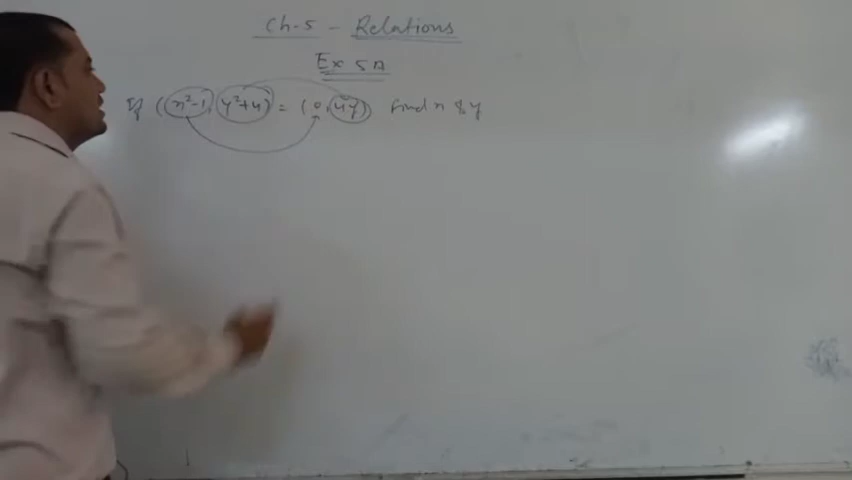 Ch-5 - Relations
Ex 5A
If (x²-1, y²+4) = (0, 4y) Find x & y